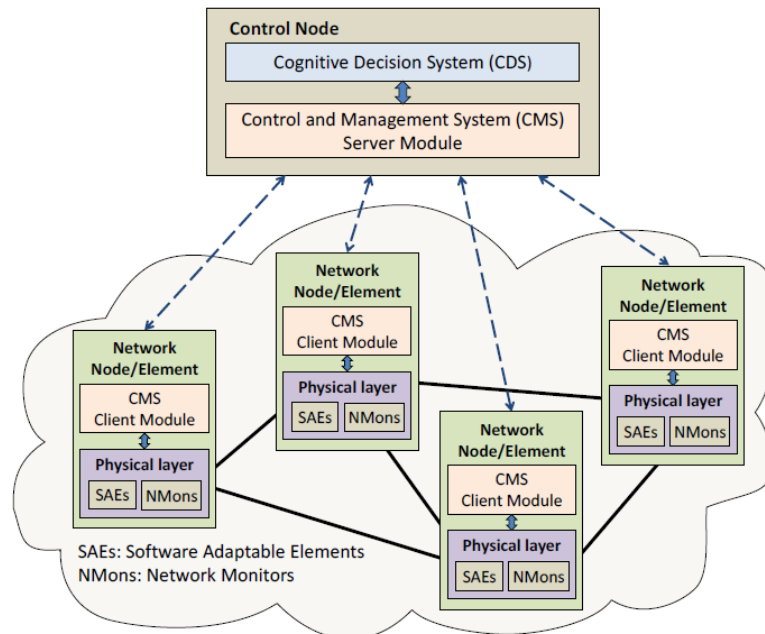 Control Node
Cognitive Decision System (CDS)
Control and Management System (CMS)
Server Module
Network
Node/Element
CMS
Client Module
Physical layer
SAEs NMons
Network
Node/Element
CMS
Client Module
Physical layer
SAEs NMons
Network
Node/Element
CMS
Client Module
Physical layer
SAEs NMons
Network
Node/Element
CMS
Client Module
Physical layer
SAEs NMons
SAEs: Software Adaptable Elements
NMons: Network Monitors